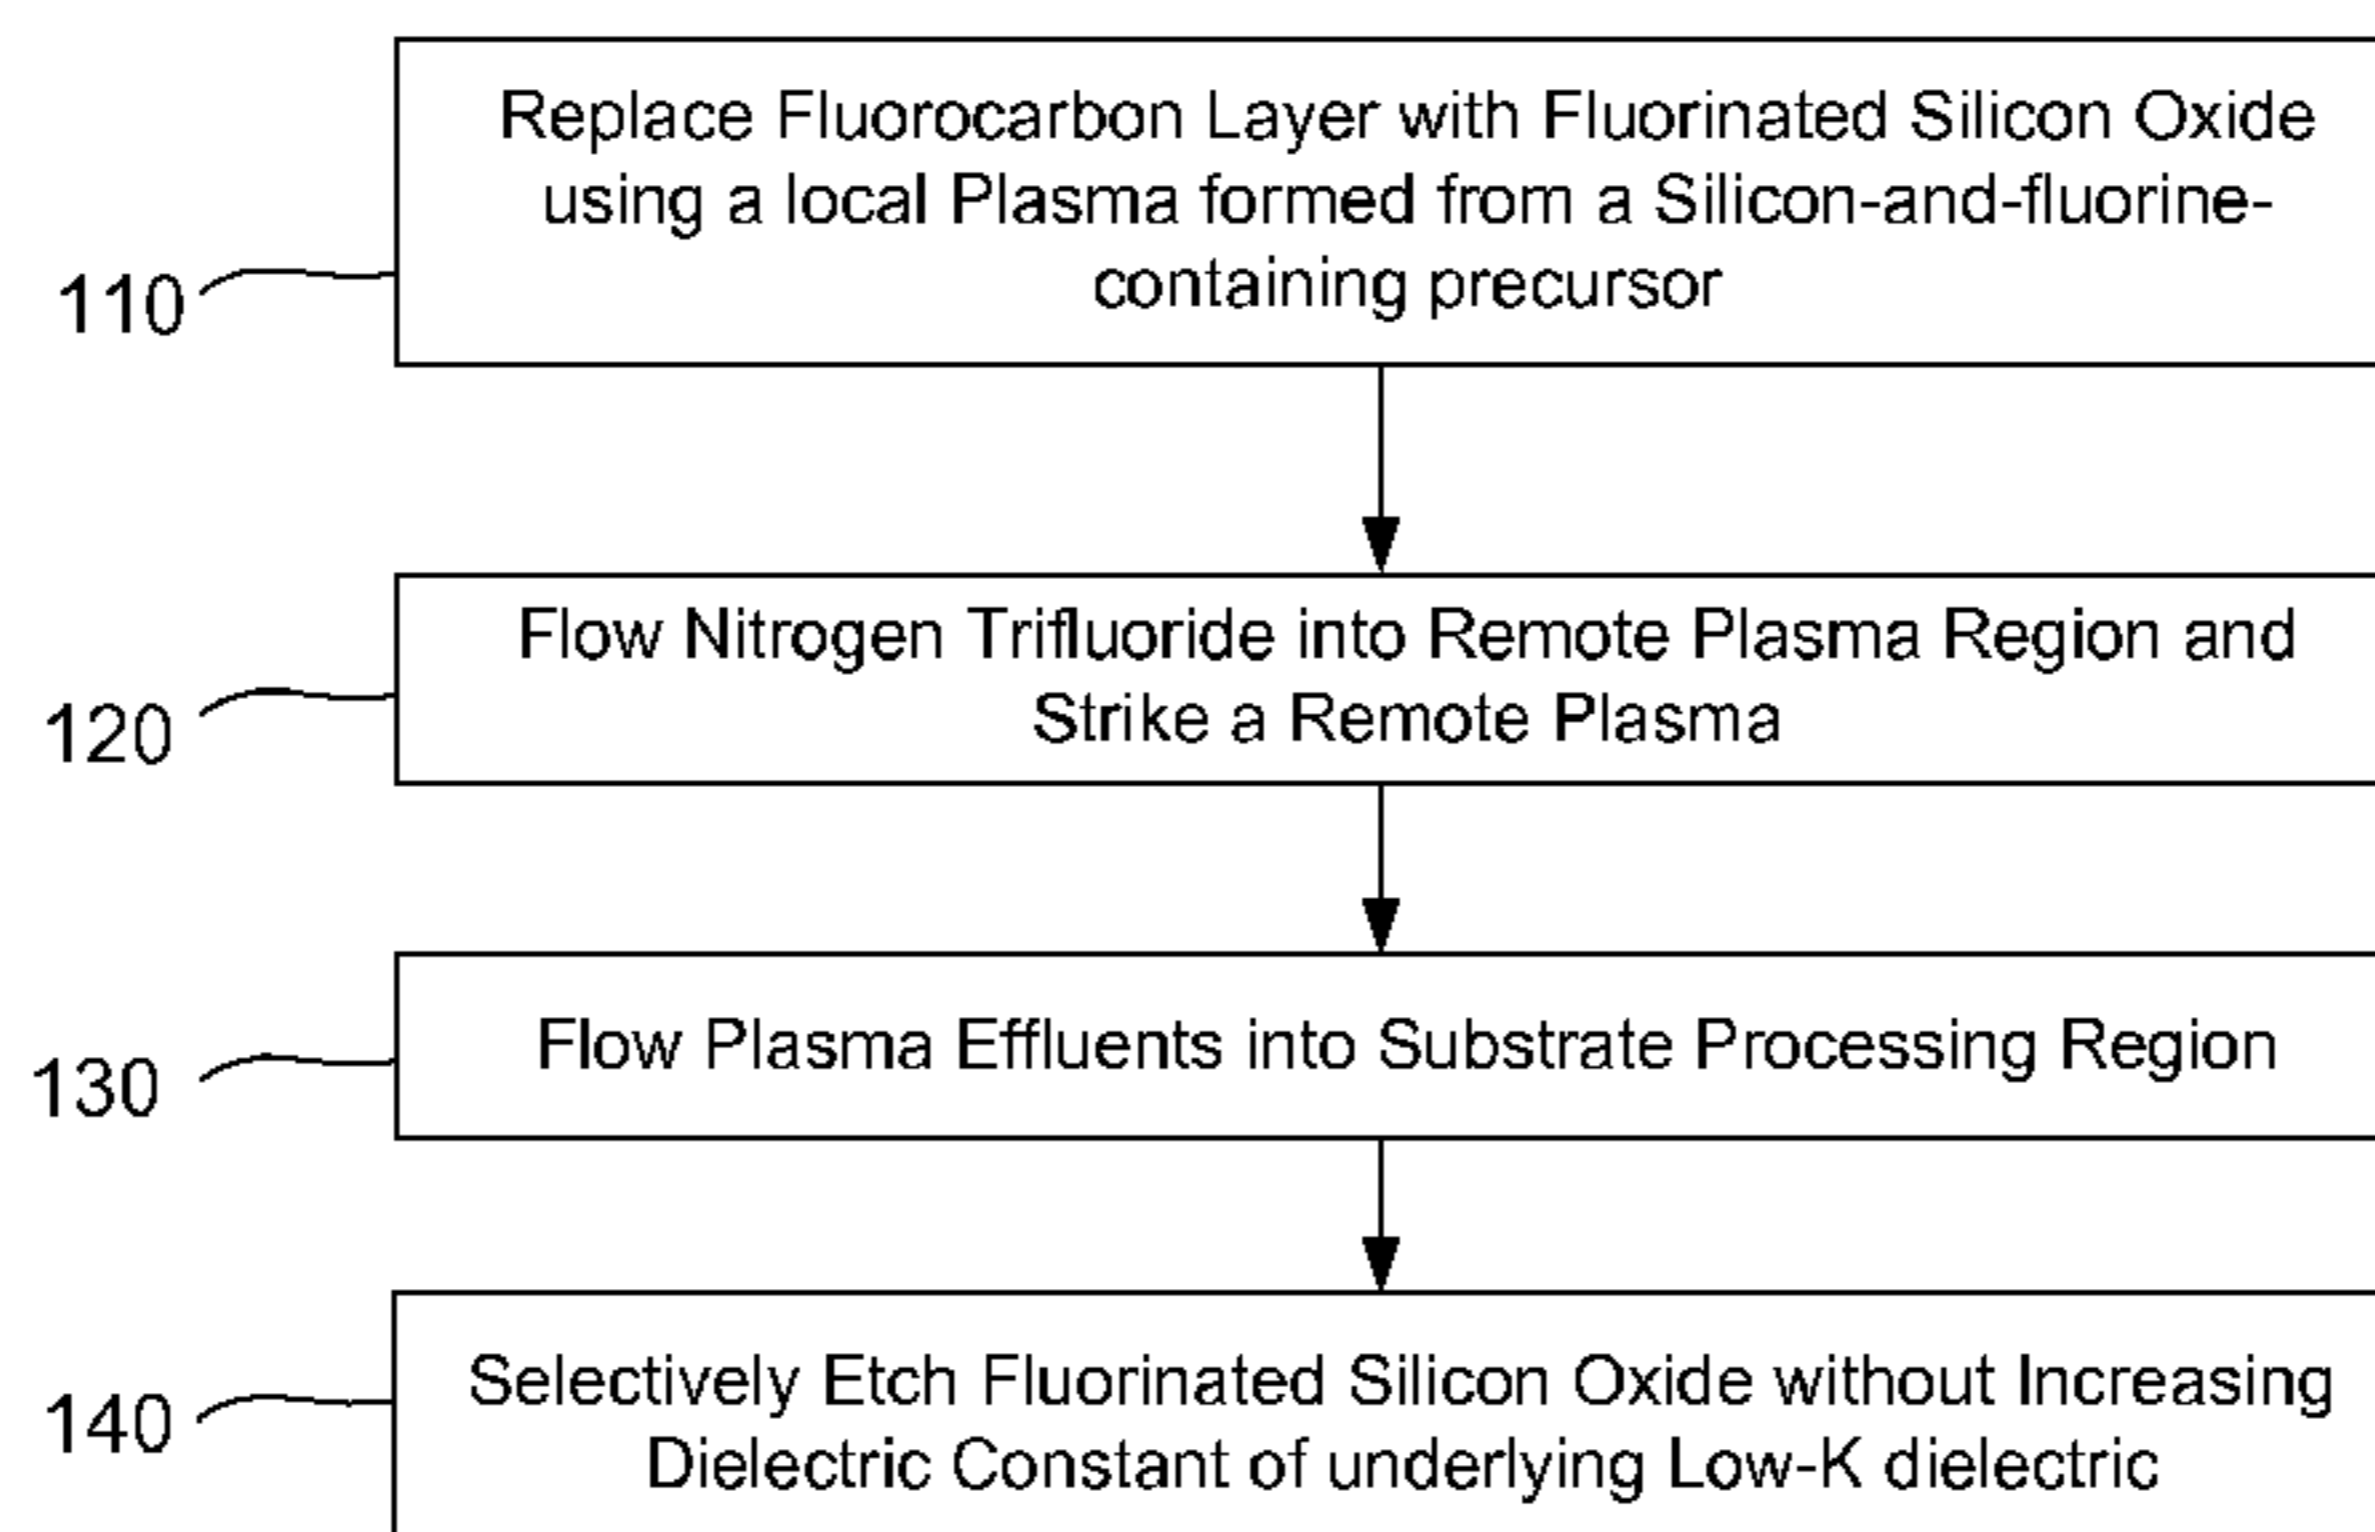 Replace Fluorocarbon Layer with Fluorinated Silicon Oxide
using a local Plasma formed from a Silicon-and-fluorine-
containing precursor
110
Flow Nitrogen Trifluoride into Remote Plasma Region and
Strike a Remote Plasma
120
Flow Plasma Effluents into Substrate Processing Region
130
Selectively Etch Fluorinated Silicon Oxide without Increasing
Dielectric Constant of underlying Low-K dielectric
140